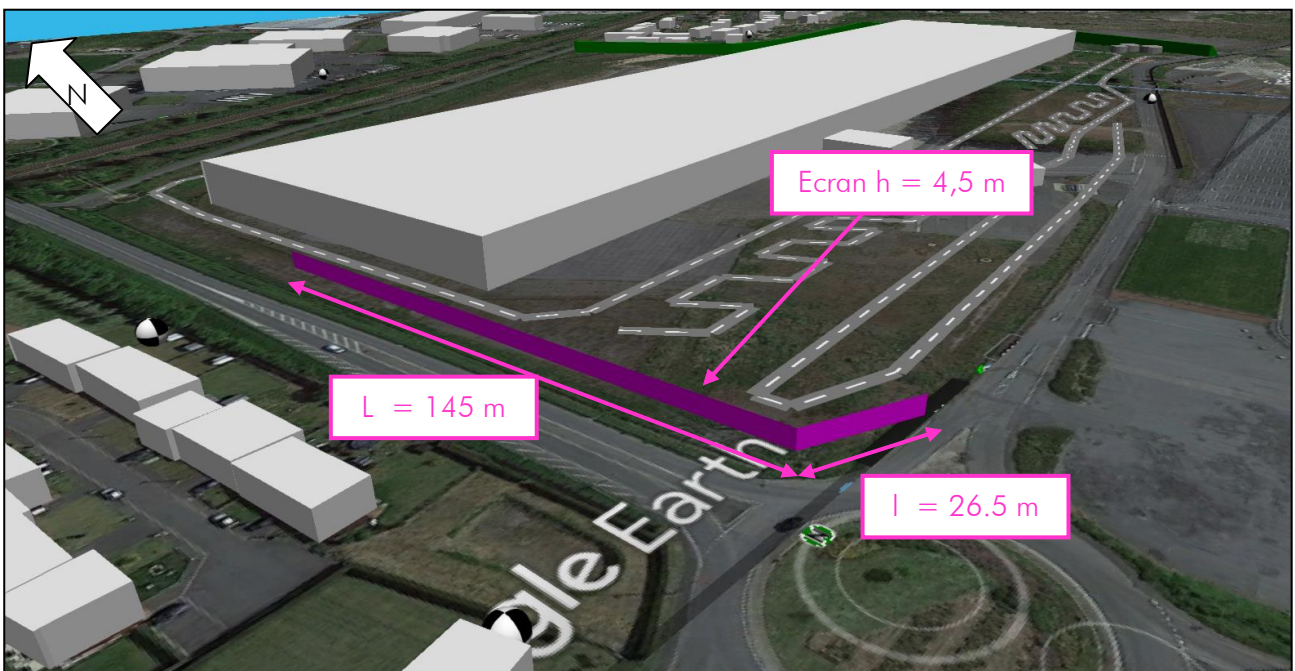 N
Ecran h = 4,5 m
L = 145 m
l = 26.5 m
gle Earth